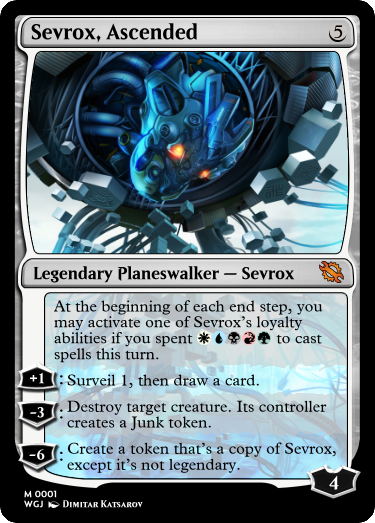 Sevrox, Ascended 5
Legendary Planeswalker — Sevrox
At the beginning of each end step, you
may activate one of Sevrox's loyalty
abilities if you spent to cast
spells this turn.
+1: Surveil 1, then draw a card.
-3: Destroy target creature. Its controller
creates a Junk token.
-6: Create a token that's a copy of Sevrox,
except it's not legendary.
4
M 0001
WGJ Dimitar Katsarov